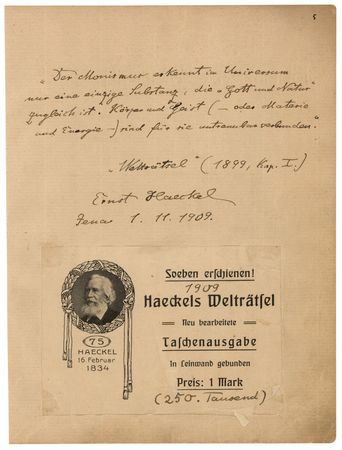 5
„Der Monismus erkennt im Universum
nur eine einzige Substanz, die „Gott und Natur"
zugleich ist. Körper und Geist (– oder Materie
und Energie –) sind für sie untrennbar verbunden."
„Welträtsel" (1899, Kap. I.)
Ernst Haeckel
Jena 1. 11. 1909.
Soeben erschienen!
1909
Haeckels Welträtsel
Neu bearbeitete
Taschenausgabe
In Leinwand gebunden
Preis: 1 Mark
(250. Tausend)
75
HAECKEL
16. Februar
1834